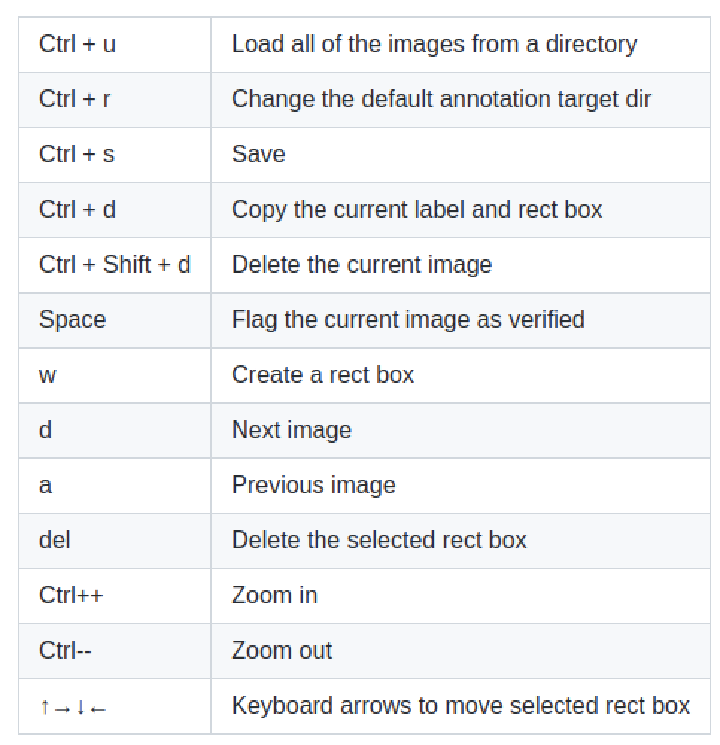 Ctrl + u Load all of the images from a directory
Ctrl + r Change the default annotation target dir
Ctrl + s Save
Ctrl + d Copy the current label and rect box
Ctrl + Shift + d Delete the current image
Space Flag the current image as verified
w Create a rect box
d Next image
a Previous image
del Delete the selected rect box
Ctrl++ Zoom in
Ctrl-- Zoom out
↑→↓← Keyboard arrows to move selected rect box